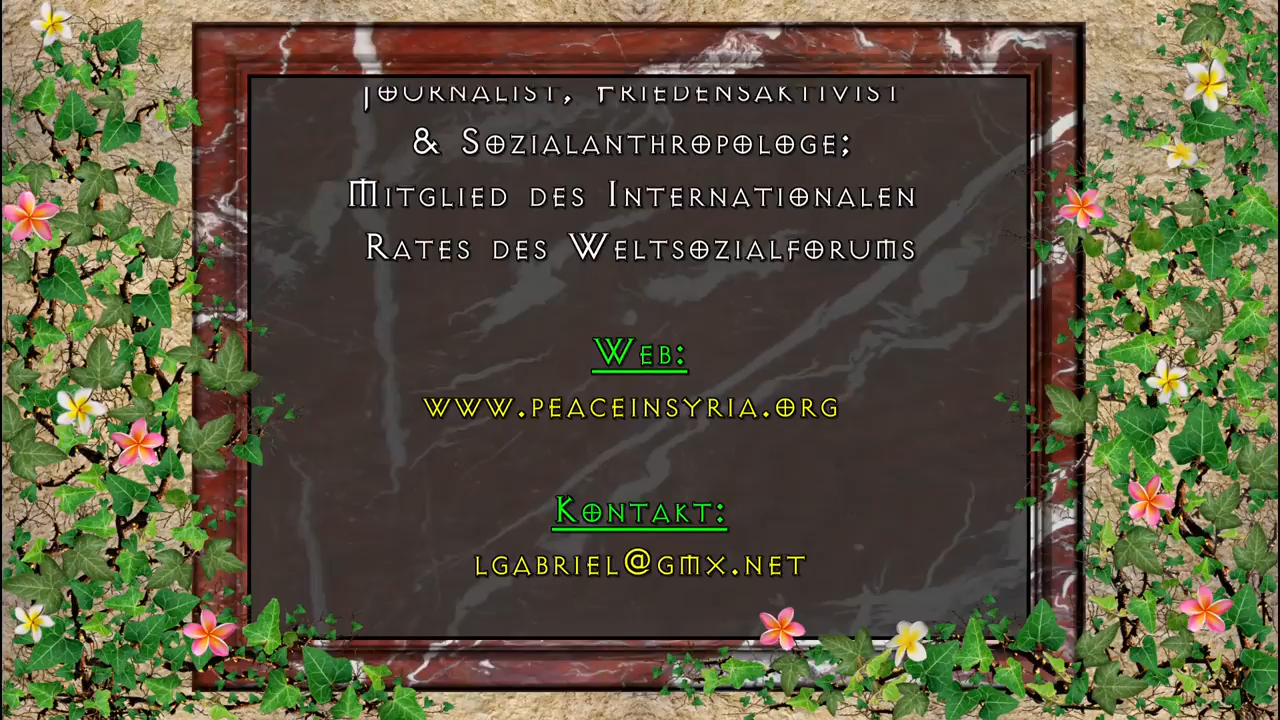 Journalist, Friedensaktivist
& Sozialanthropologe;
Mitglied des Internationalen
Rates des Weltsozialforums
Web:
www.peaceinsyria.org
Kontakt:
lgabriel@gmx.net